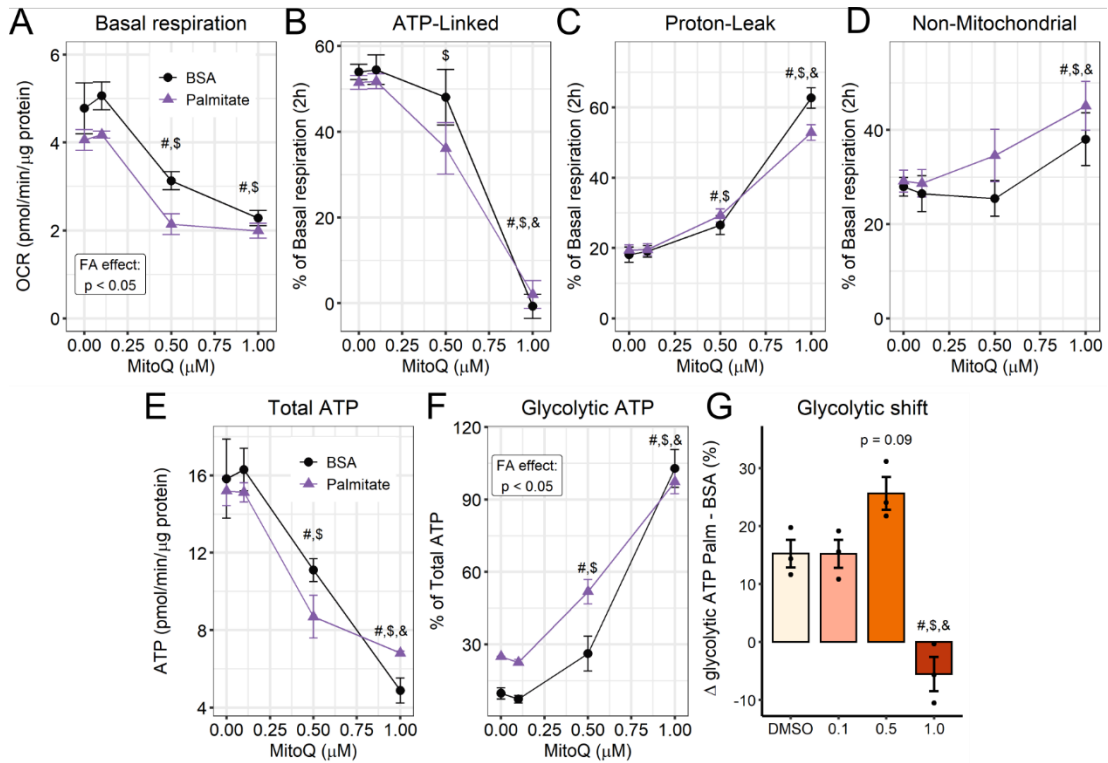 A
Basal respiration
OCR (pmol/min/μg protein)
6
4
2
0
BSA
Palmitate
#,$
#,$
FA effect:
p < 0.05
0.00 0.25 0.50 0.75 1.00
MitoQ (μM)
B
ATP-Linked
% of Basal respiration (2h)
60
40
20
0
$
#,$,&
0.00 0.25 0.50 0.75 1.00
MitoQ (μM)
C
Proton-Leak
% of Basal respiration (2h)
60
40
20
0
#,$
#,$,&
0.00 0.25 0.50 0.75 1.00
MitoQ (μM)
D
Non-Mitochondrial
% of Basal respiration (2h)
40
20
0
#,$,&
0.00 0.25 0.50 0.75 1.00
MitoQ (μM)
E
Total ATP
ATP (pmol/min/μg protein)
16
12
8
4
BSA
Palmitate
#,$
#,$,&
0.00 0.25 0.50 0.75 1.00
MitoQ (μM)
F
Glycolytic ATP
% of Total ATP
120
90
60
30
FA effect:
p < 0.05
#,$
#,$,&
0.00 0.25 0.50 0.75 1.00
MitoQ (μM)
G
Glycolytic shift
Δ glycolytic ATP Palm - BSA (%)
30
20
10
0
-10
p = 0.09
#,$,&
DMSO 0.1 0.5 1.0